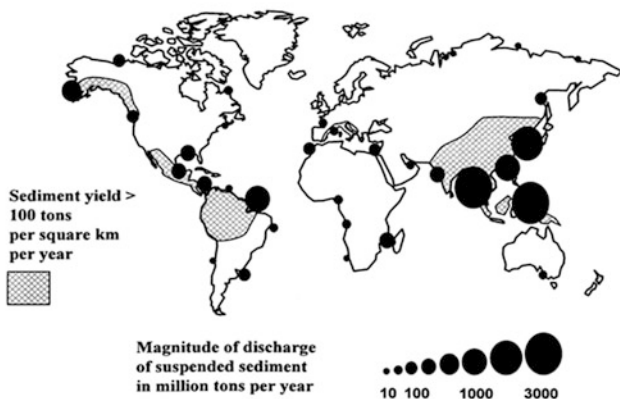 Sediment yield >
100 tons
per square km
per year
Magnitude of discharge
of suspended sediment
in million tons per year
10 100 1000 3000